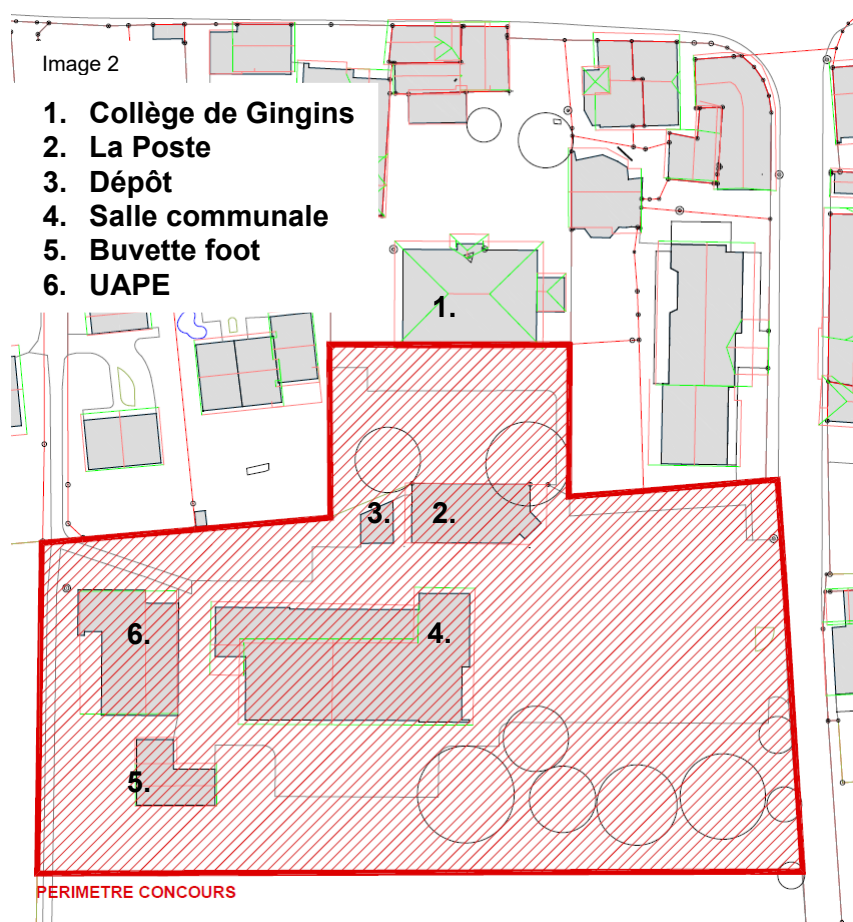 Image 2
1. Collège de Gingins
2. La Poste
3. Dépôt
4. Salle communale
5. Buvette foot
6. UAPE
1.
3.
2.
6.
4.
5.
PERIMETRE CONCOURS